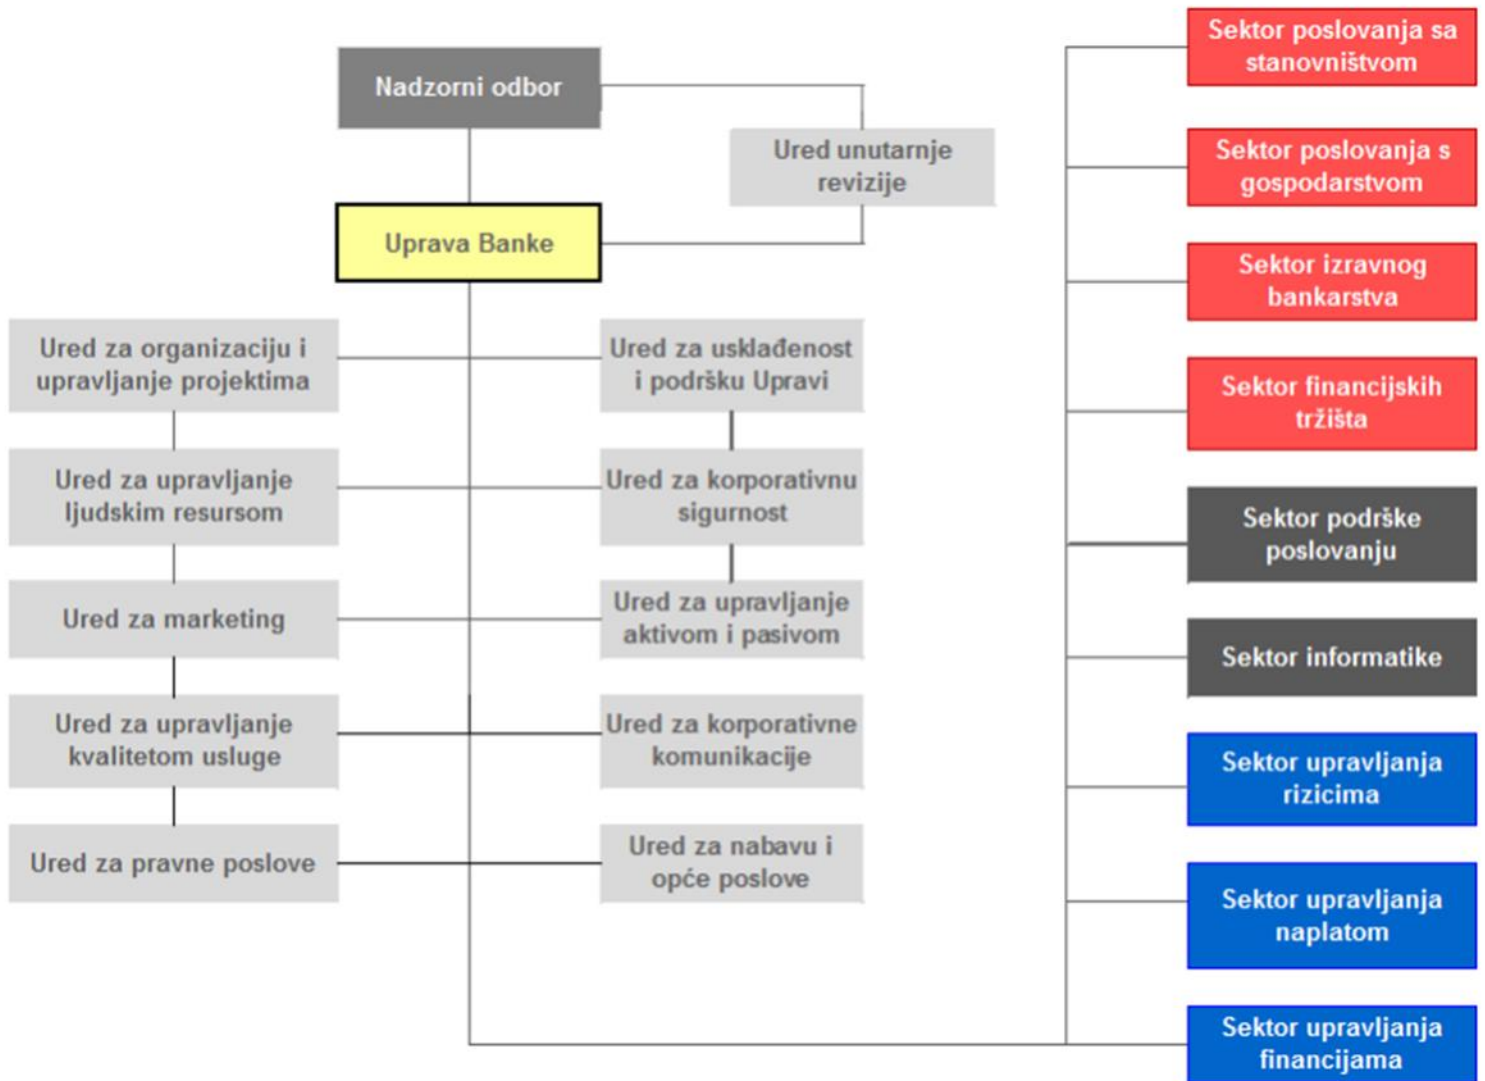 Nadzorni odbor
Ured unutarnje
revizije
Uprava Banke
Ured za organizaciju i
upravljanje projektima
Ured za usklađenost
i podršku Upravi
Ured za upravljanje
ljudskim resursom
Ured za korporativnu
sigurnost
Ured za marketing
Ured za upravljanje
aktivom i pasivom
Ured za upravljanje
kvalitetom usluge
Ured za korporativne
komunikacije
Ured za pravne poslove
Ured za nabavu i
opće poslove
Sektor poslovanja sa
stanovništvom
Sektor poslovanja s
gospodarstvom
Sektor izravnog
bankarstva
Sektor financijskih
tržišta
Sektor podrške
poslovanju
Sektor informatike
Sektor upravljanja
rizicima
Sektor upravljanja
naplatom
Sektor upravljanja
financijama